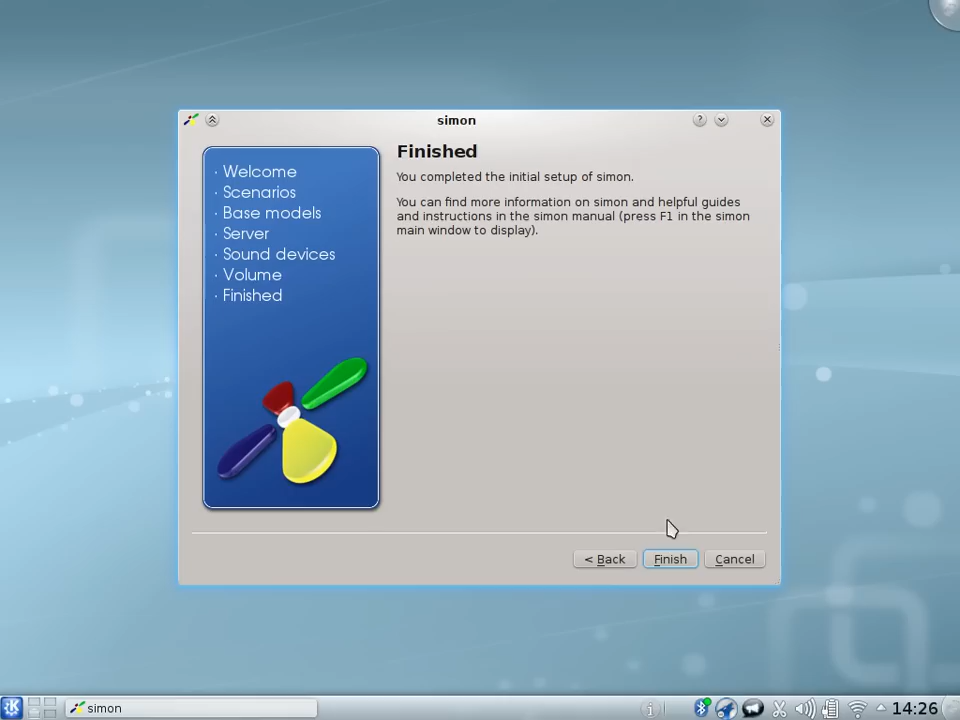 simon
Finished
You completed the initial setup of simon.
You can find more information on simon and helpful guides
and instructions in the simon manual (press F1 in the simon
main window to display).
· Welcome
· Scenarios
· Base models
· Server
· Sound devices
· Volume
· Finished
< Back
Finish
Cancel
simon
14:26